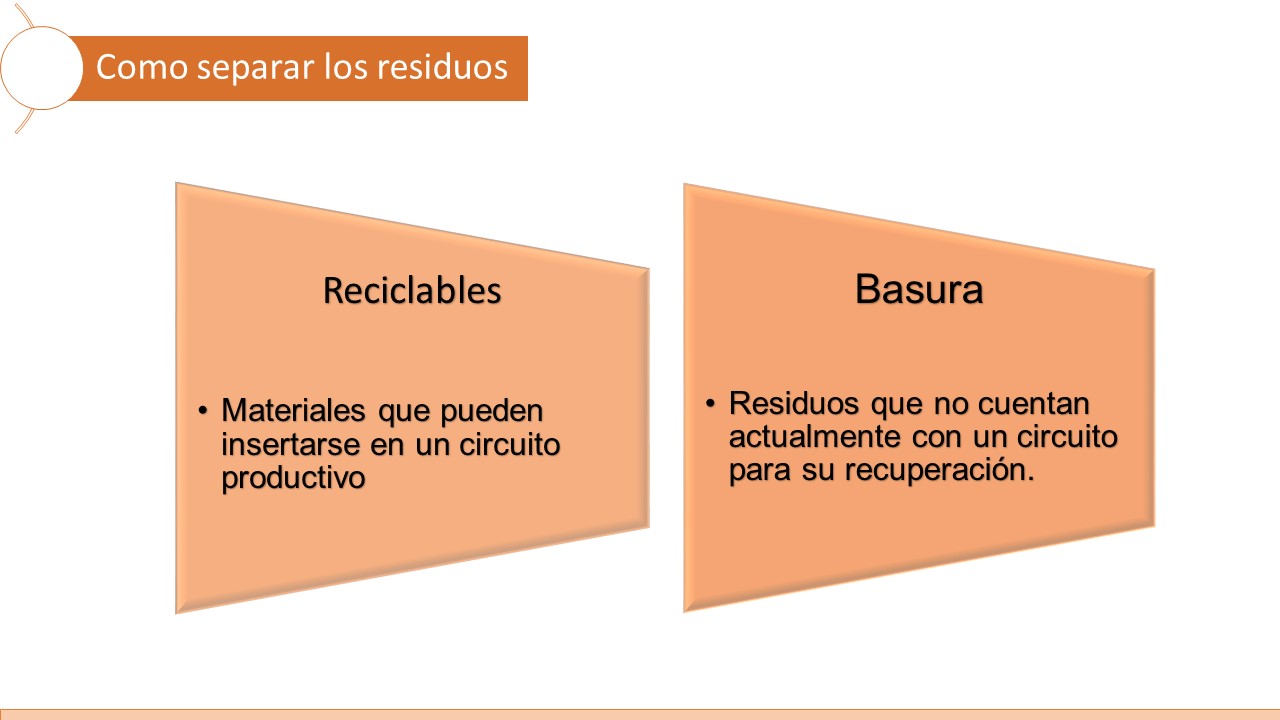 Como separar los residuos
Reciclables
• Materiales que pueden
insertarse en un circuito
productivo
Basura
• Residuos que no cuentan
actualmente con un circuito
para su recuperación.